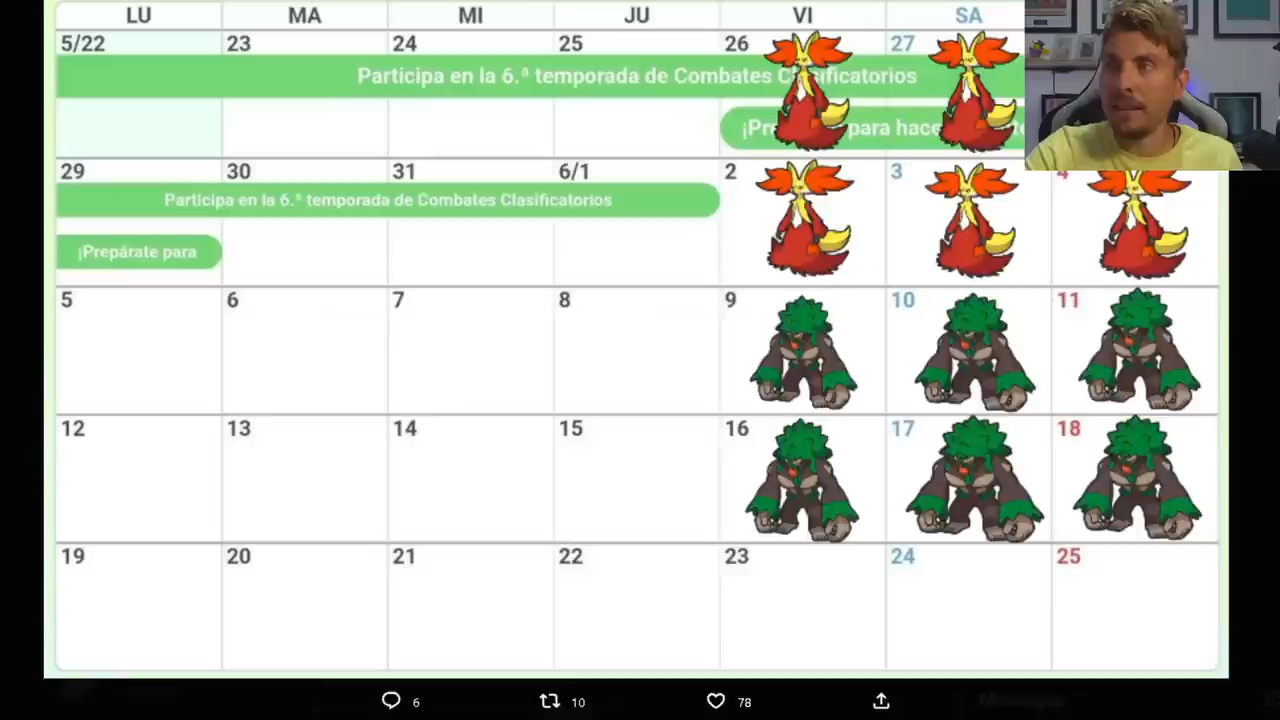 LU MA MI JU VI SA
5/22 23 24 25 26 27
Participa en la 6.ª temporada de Combates Clasificatorios
para
29 30 31 6/1 2 3 4
Participa en la 6.ª temporada de Combates Clasificatorios
¡Prepárate para
5 6 7 8 9 10 11
12 13 14 15 16 17 18
19 20 21 22 23 24 25
6 10 78